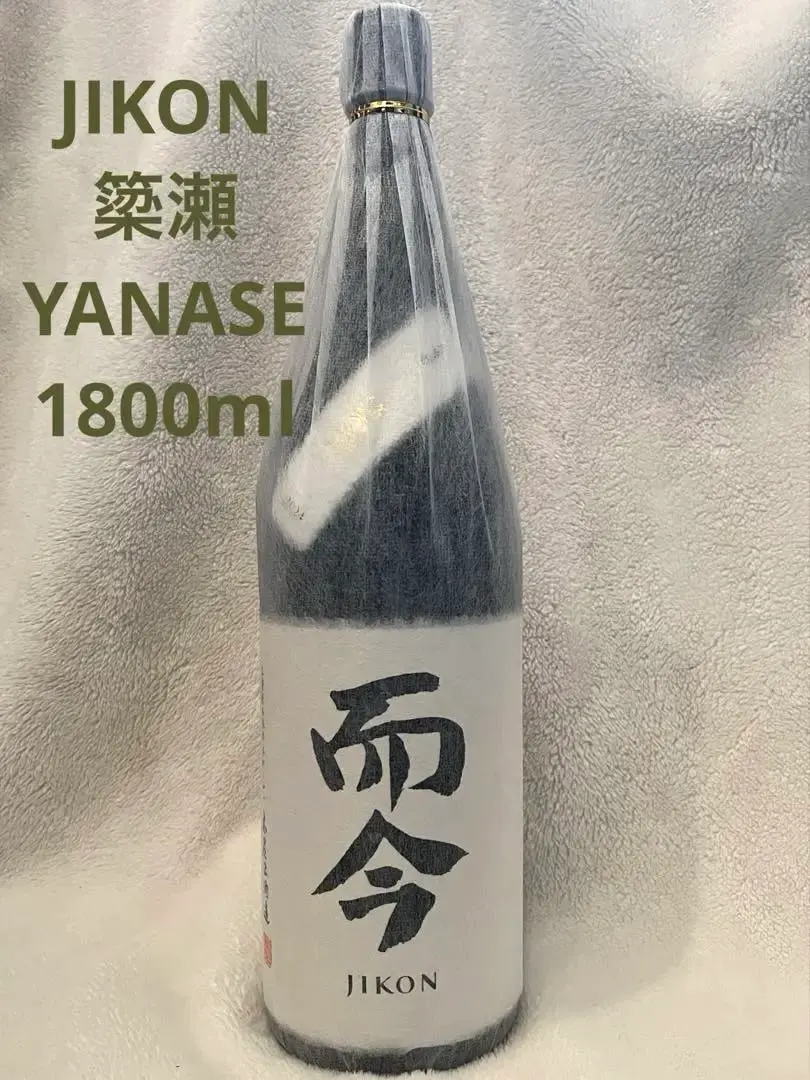 JIKON
簗瀬
YANASE
1800ml
而今
JIKON